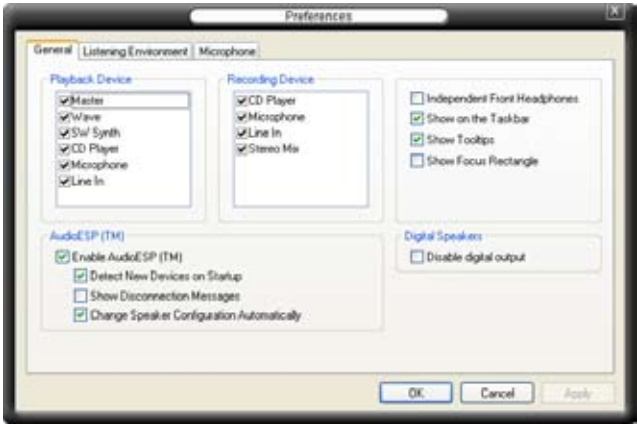 Preferences
X
General
Listening Environment
Microphone
Playback Device
Master
Wave
SW Synth
CD Player
Microphone
Line In
Recording Device
CD Player
Microphone
Line In
Stereo Mix
Independent Front Headphones
Show on the Taskbar
Show Tooltips
Show Focus Rectangle
AudioESP (TM)
Enable AudioESP (TM)
Detect New Devices on Startup
Show Disconnection Messages
Change Speaker Configuration Automatically
Digital Speakers
Disable digital output
OK
Cancel
Apply